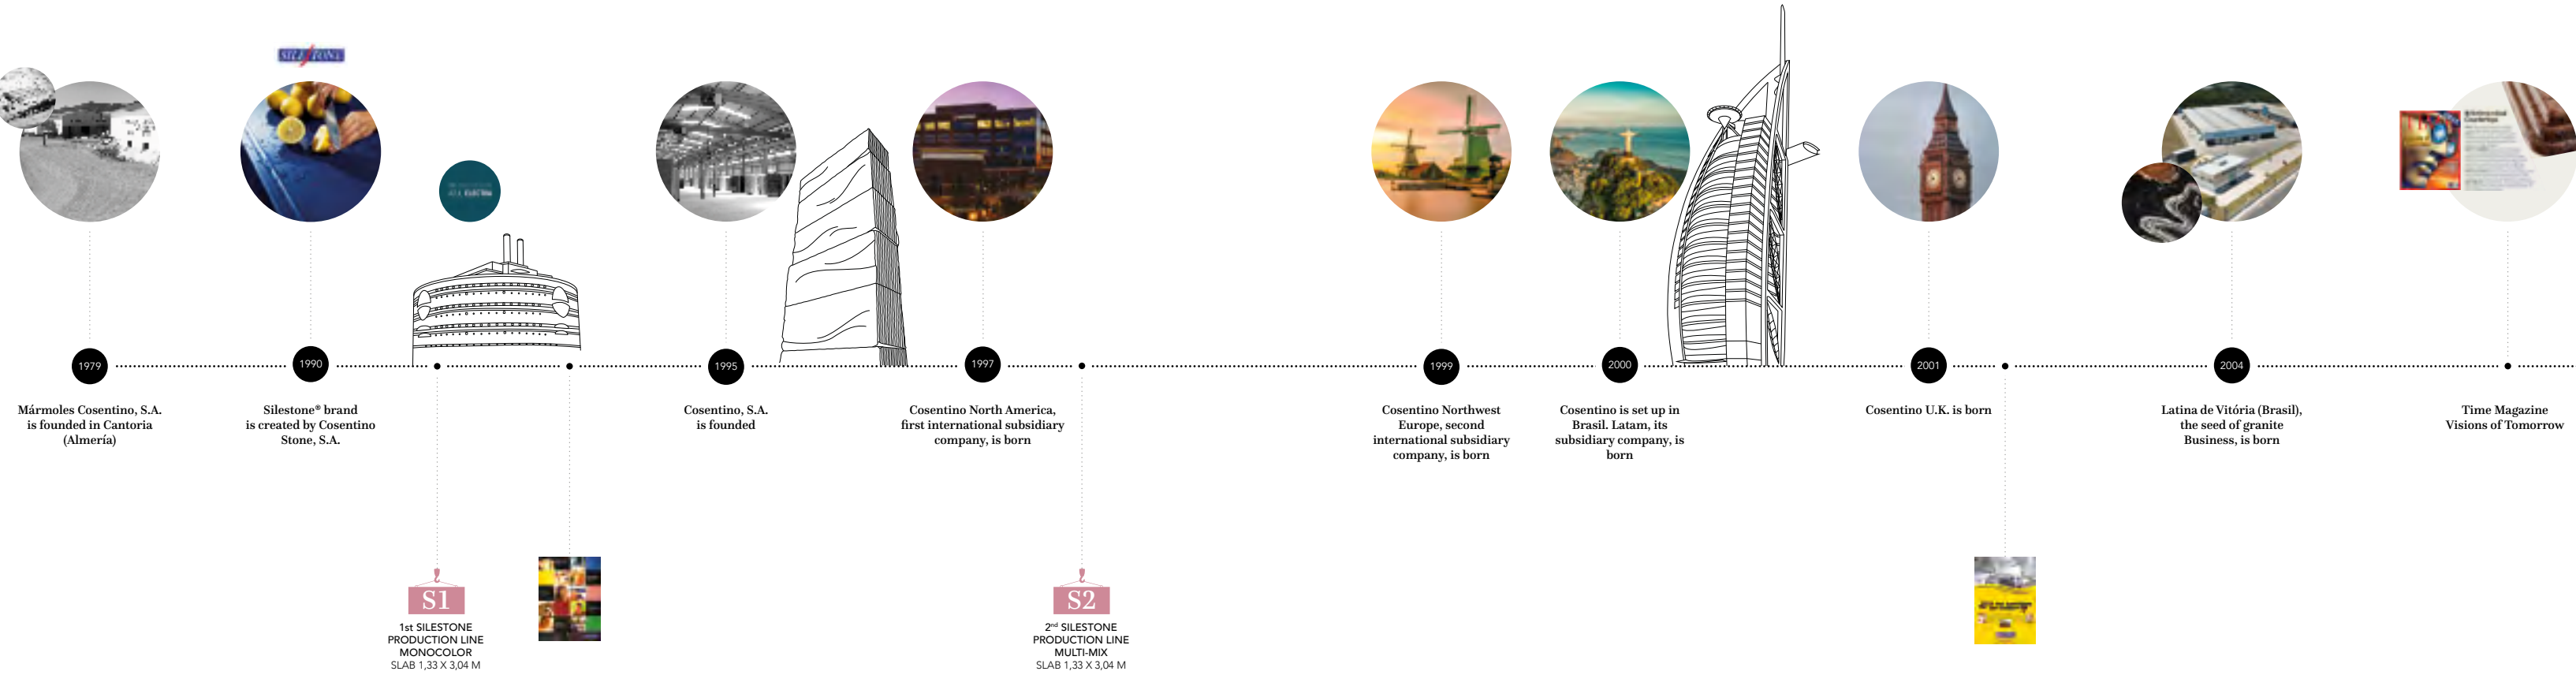 1979
Mármoles Cosentino, S.A.
is founded in Cantoria
(Almería)
1990
Silestone® brand
is created by Cosentino
Stone, S.A.
S1
1st SILESTONE
PRODUCTION LINE
MONOCOLOR
SLAB 1,33 X 3,04 M
1995
Cosentino, S.A.
is founded
1997
Cosentino North America,
first international subsidiary
company, is born
S2
2nd SILESTONE
PRODUCTION LINE
MULTI-MIX
SLAB 1,33 X 3,04 M
1999
Cosentino Northwest
Europe, second
international subsidiary
company, is born
2000
Cosentino is set up in
Brasil. Latam, its
subsidiary company, is
born
2001
Cosentino U.K. is born
2004
Latina de Vitória (Brasil),
the seed of granite
Business, is born
Time Magazine
Visions of Tomorrow